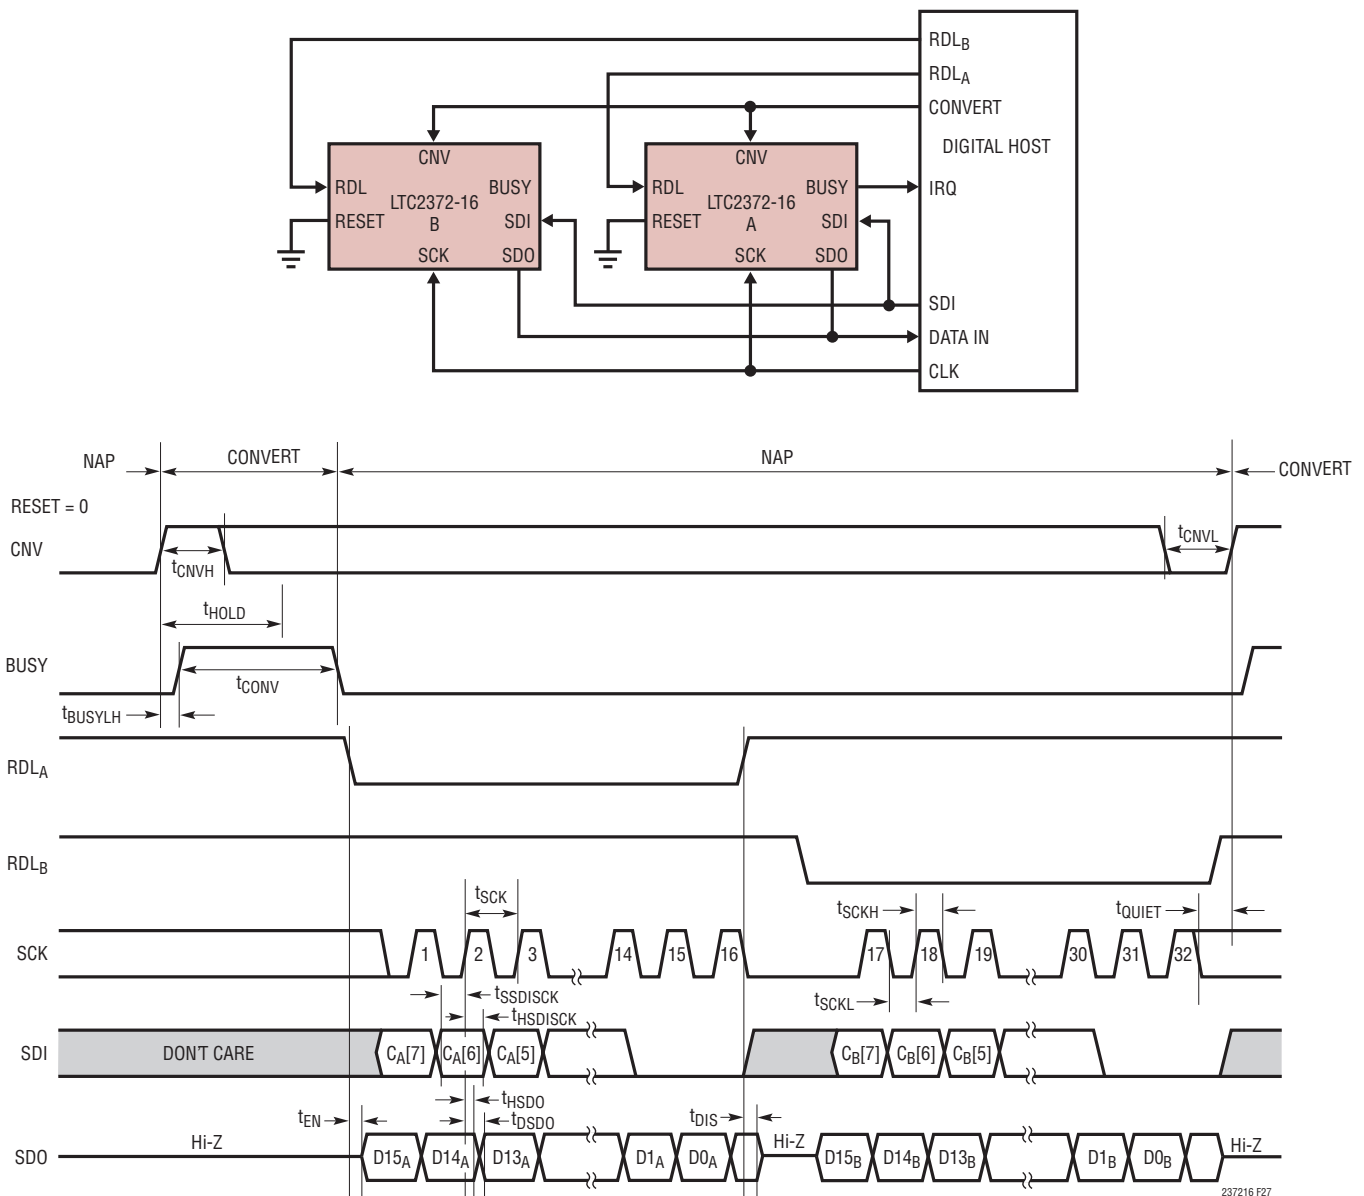 RDLB
RDLA
CONVERT
DIGITAL HOST
CNV
CNV
RDL
BUSY
RDL
BUSY
IRQ
LTC2372-16
LTC2372-16
RESET
B
SDI
RESET
A
SDI
SCK
SDO
SCK
SDO
SDI
DATA IN
CLK
NAP
CONVERT
NAP
CONVERT
RESET = 0
CNV
tCNVH
tCNVL
tHOLD
BUSY
tCONV
tBUSYLH
RDLA
RDLB
tSCK
tSCKH
tQUIET
SCK
1
2
3
14
15
16
17
18
19
30
31
32
tSSDISCK
tSCKL
tHSDISCK
SDI
DON'T CARE
CA[7]
CA[6]
CA[5]
CB[7]
CB[6]
CB[5]
tHSDO
tEN
tDSDO
tDIS
SDO
Hi-Z
D15A
D14A
D13A
D1A
D0A
Hi-Z
D15B
D14B
D13B
D1B
D0B
Hi-Z
237216 F27